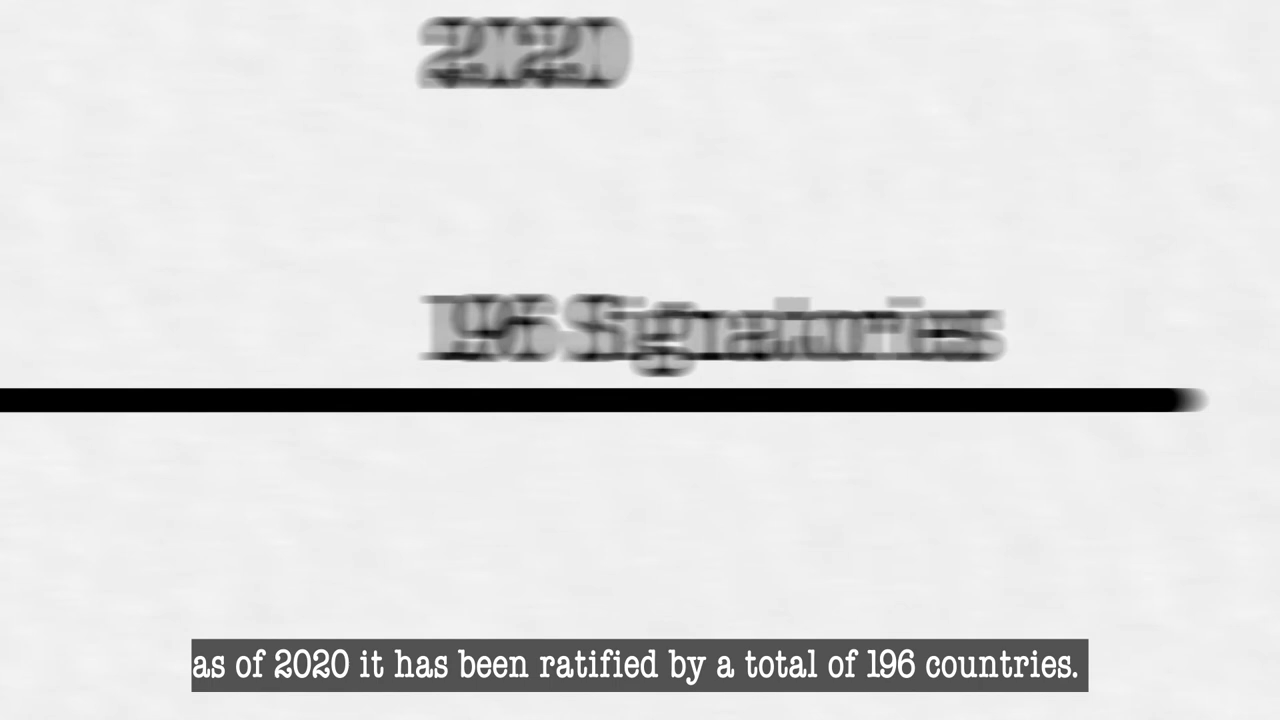 2020
196 Signatories
as of 2020 it has been ratified by a total of 196 countries.